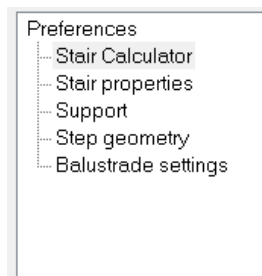 Preferences
Stair Calculator
Stair properties
Support
Step geometry
Balustrade settings